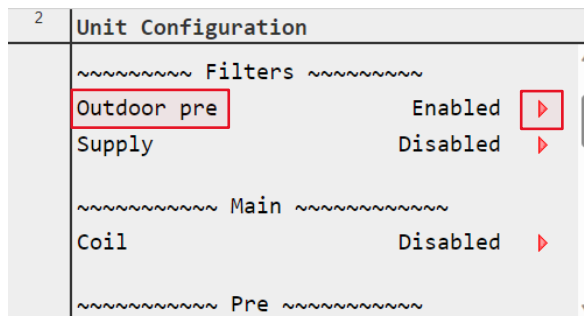 2
Unit Configuration
~~~~~~~~~ Filters ~~~~~~~~~
Outdoor pre Enabled
Supply Disabled
~~~~~~~~~~~ Main ~~~~~~~~~~~~
Coil Disabled
~~~~~~~~~~~ Pre ~~~~~~~~~~~